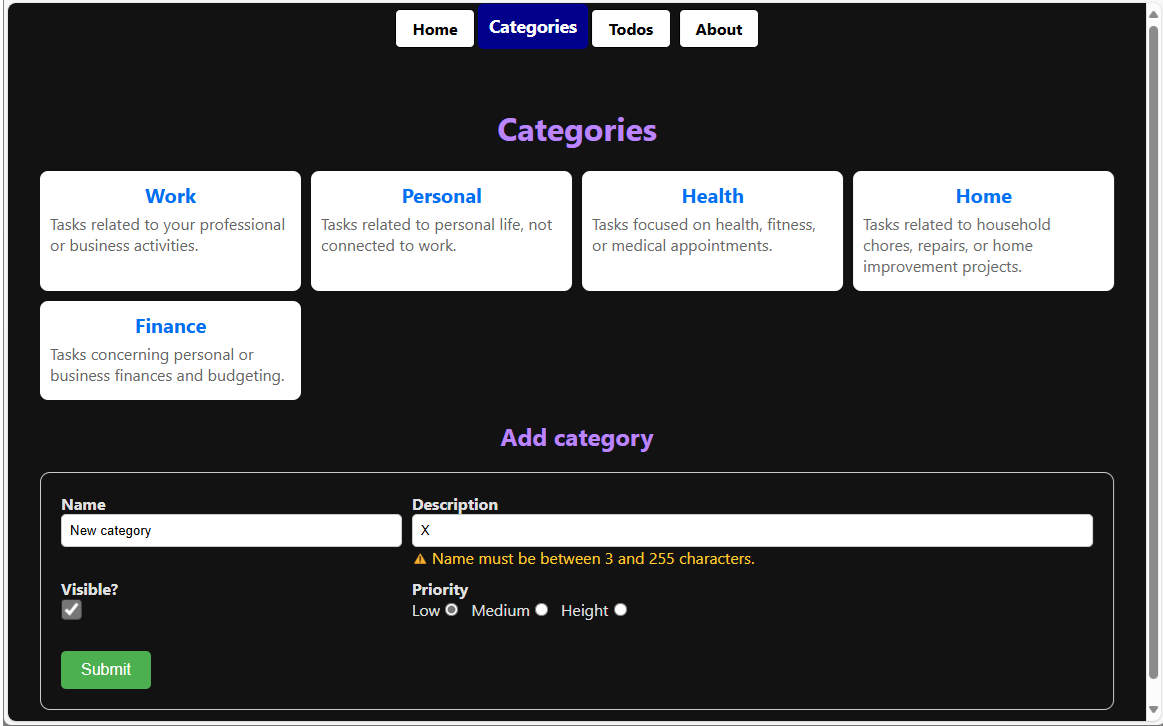 Home Categories Todos About
Categories
Work
Tasks related to your professional
or business activities.
Personal
Tasks related to personal life, not
connected to work.
Health
Tasks focused on health, fitness,
or medical appointments.
Home
Tasks related to household
chores, repairs, or home
improvement projects.
Finance
Tasks concerning personal or
business finances and budgeting.
Add category
Name
New category
Description
X
⚠ Name must be between 3 and 255 characters.
Visible?
Priority
Low Medium Height
Submit